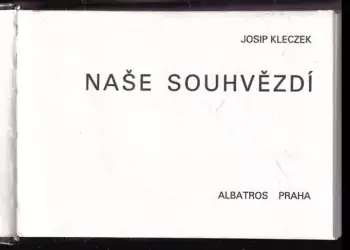 JOSIP KLECZEK
NAŠE SOUHVĚZDÍ
ALBATROS PRAHA